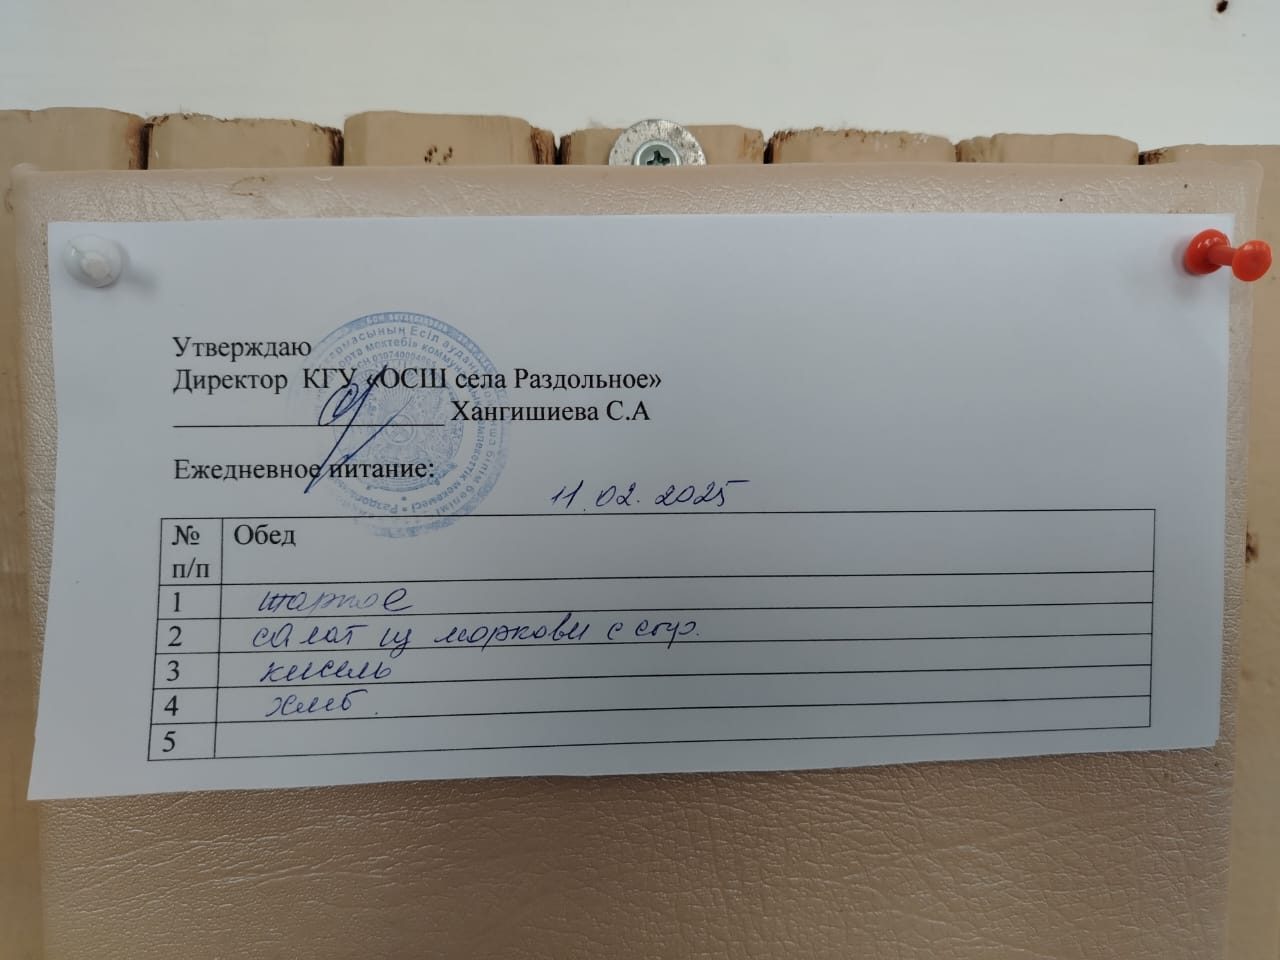 Утверждаю
Директор КГУ «ОСШ села Раздольное»
Хангишиева С.А
Ежедневное питание:
11.02.2025
№ п/п Обед
1 жаркое
2 салат из моркови с сыр.
3 кисель
4 хлеб.
5